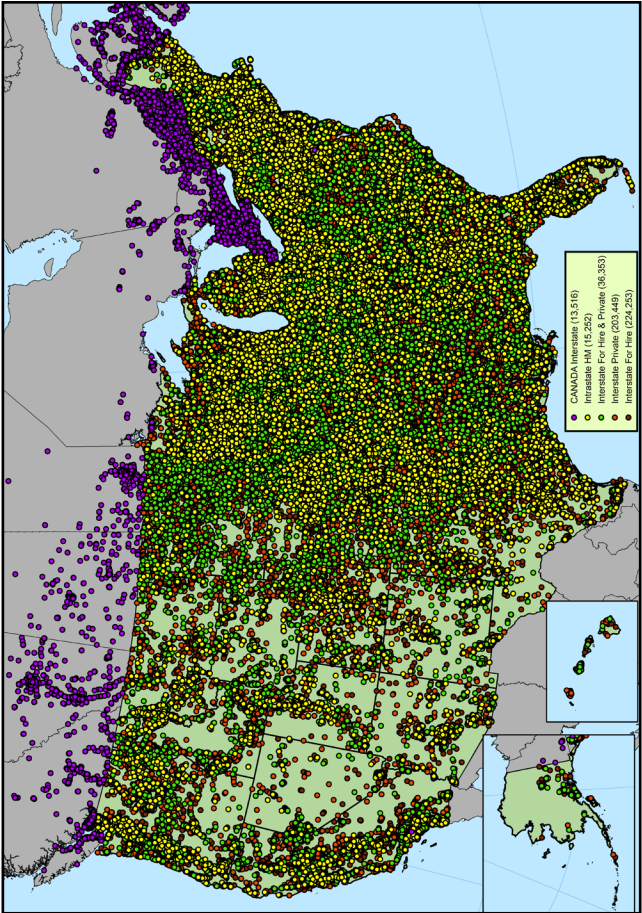 CANADA Interstate (13,516)
Intrastate HM (15,252)
Interstate For Hire & Private (36,353)
Interstate Private (203,449)
Interstate For Hire (224,253)